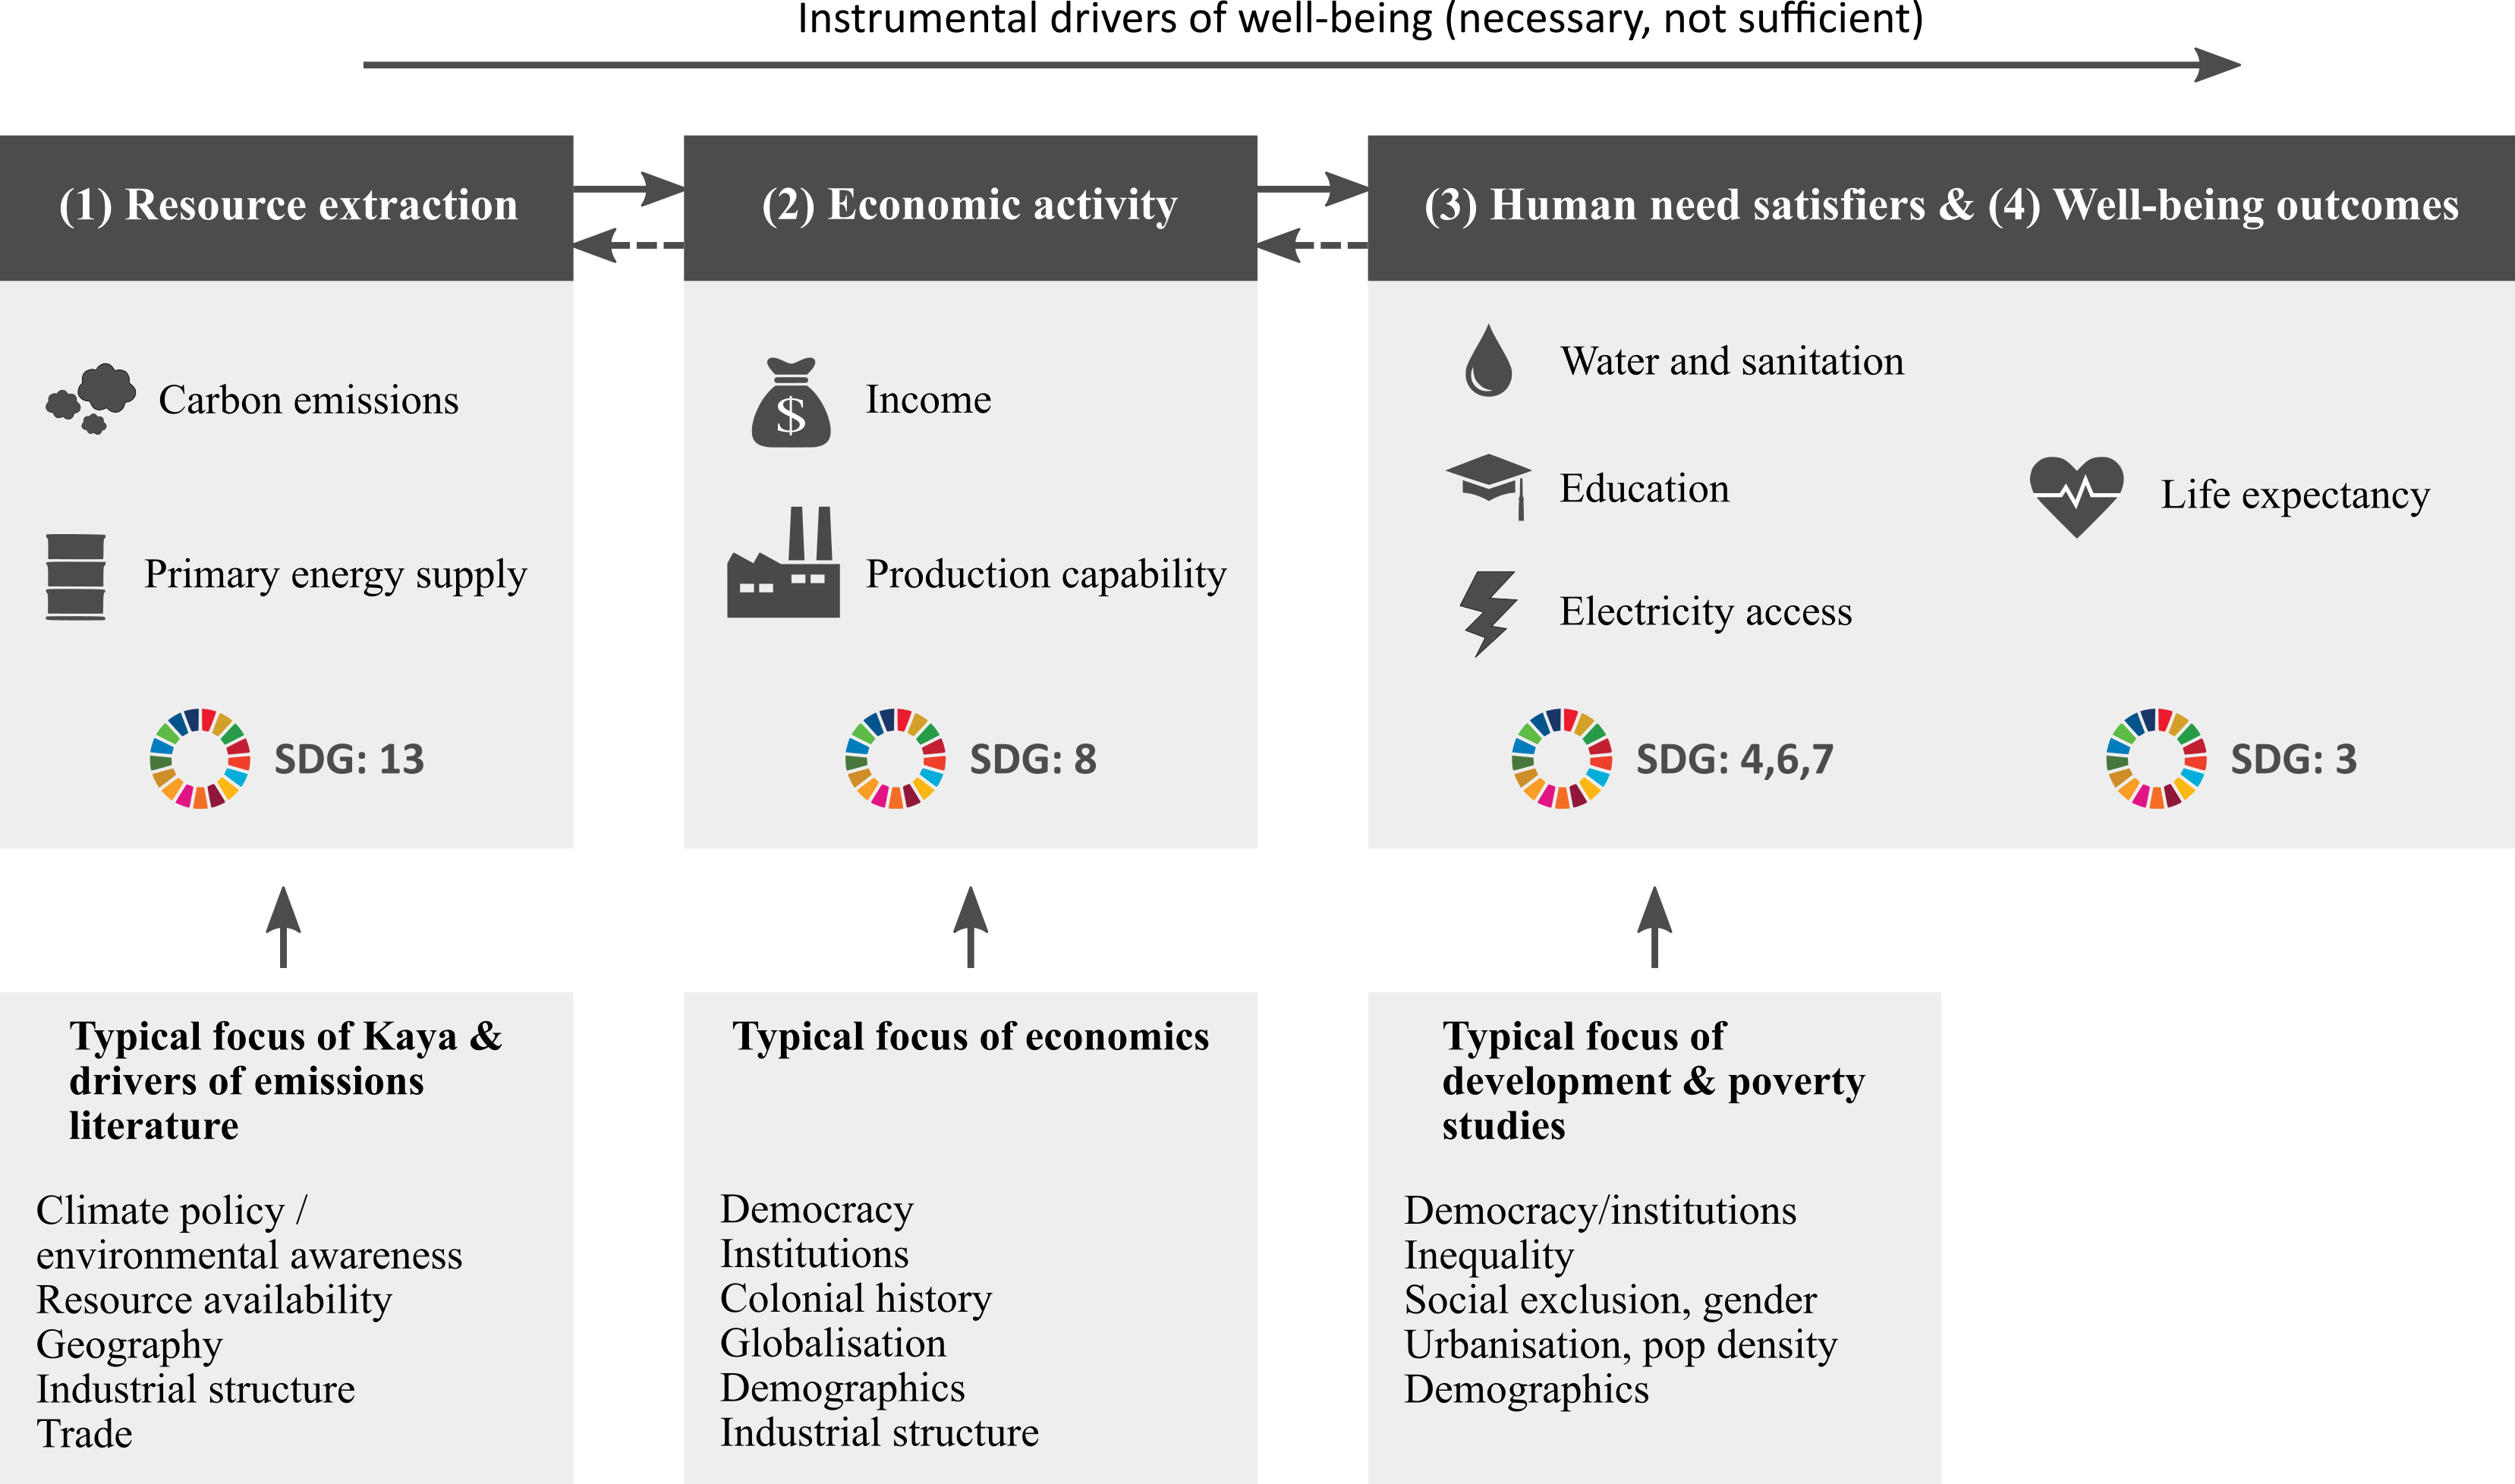 Instrumental drivers of well-being (necessary, not sufficient)
(1) Resource extraction
(2) Economic activity
(3) Human need satisfiers & (4) Well-being outcomes
Carbon emissions
Primary energy supply
SDG: 13
$
Income
Production capability
SDG: 8
Water and sanitation
Education
Electricity access
SDG: 4,6,7
Life expectancy
SDG: 3
Typical focus of Kaya &
drivers of emissions
literature
Climate policy /
environmental awareness
Resource availability
Geography
Industrial structure
Trade
Typical focus of economics
Democracy
Institutions
Colonial history
Globalisation
Demographics
Industrial structure
Typical focus of
development & poverty
studies
Democracy/institutions
Inequality
Social exclusion, gender
Urbanisation, pop density
Demographics